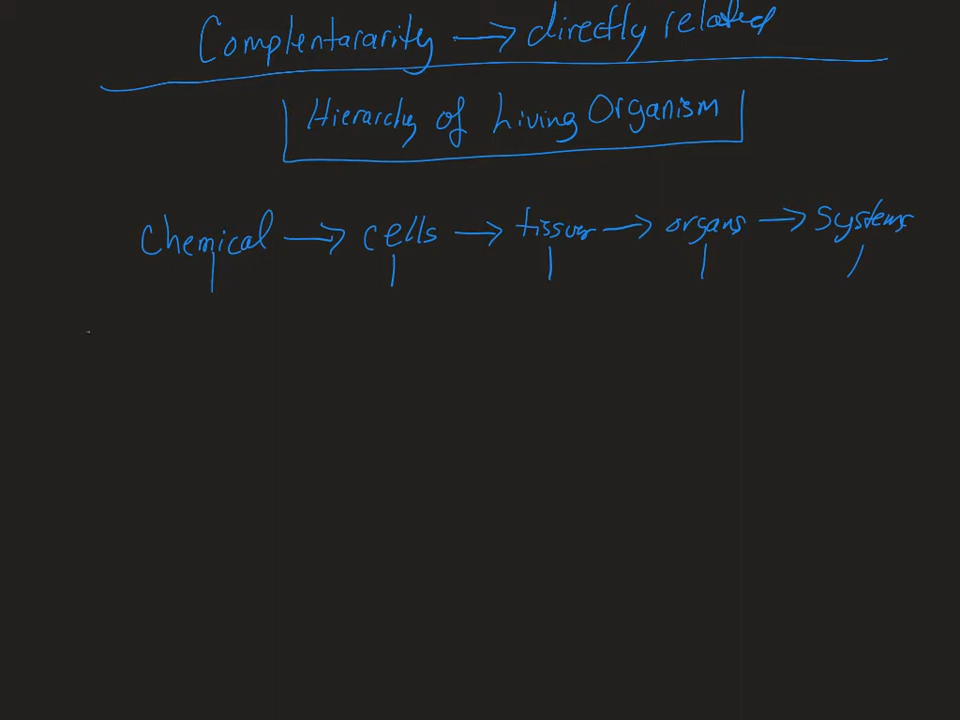 Complentararity → directly related
Hierarchy of Living Organism
chemical → cells → tissues → organs → systems